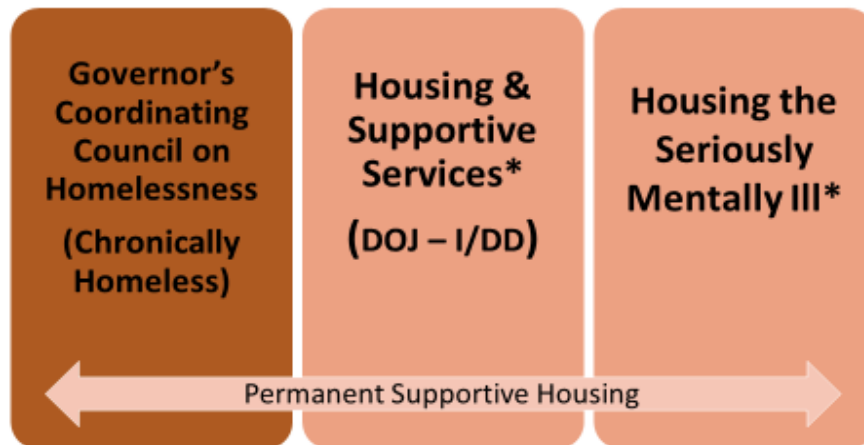 Governor’s
Coordinating
Council on
Homelessness
(Chronically
Homeless)
Housing &
Supportive
Services*
(DOJ – I/DD)
Housing the
Seriously
Mentally Ill*
Permanent Supportive Housing